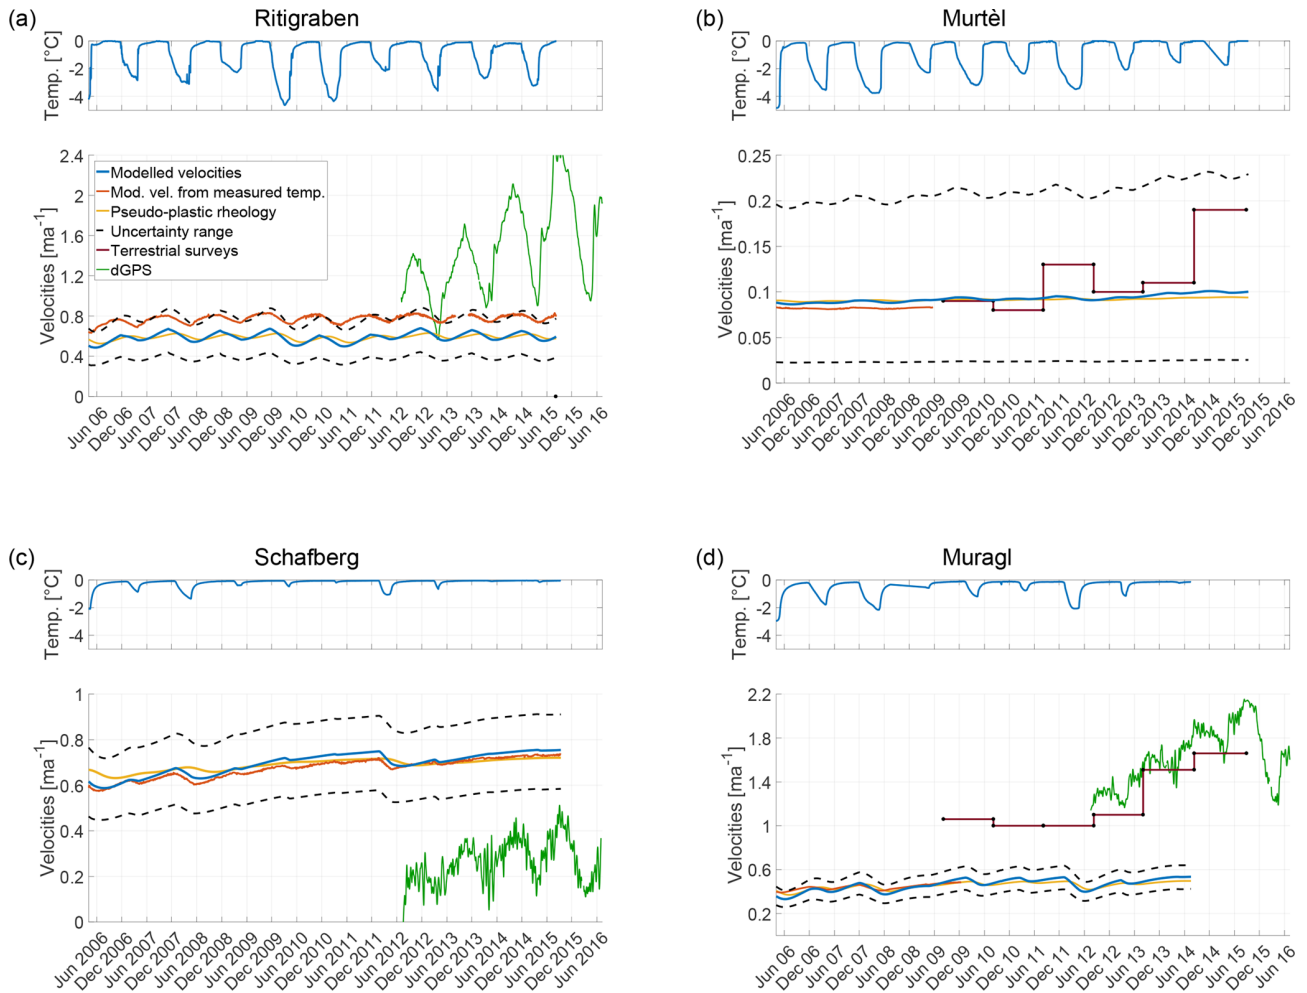 (a) Ritigraben
Temp. [°C]
0
-2
-4
Velocities [ma⁻¹]
2.4
2
1.6
1.2
0.8
0.4
0
Modelled velocities
Mod. vel. from measured temp.
Pseudo-plastic rheology
Uncertainty range
Terrestrial surveys
dGPS
Jun 06
Dec 06
Jun 07
Dec 07
Jun 08
Dec 08
Jun 09
Dec 09
Jun 10
Dec 10
Jun 11
Dec 11
Jun 12
Dec 12
Jun 13
Dec 13
Jun 14
Dec 14
Jun 15
Dec 15
Jun 16
(b) Murtèl
Temp. [°C]
0
-2
-4
Velocities [ma⁻¹]
0.25
0.2
0.15
0.1
0.05
0
Jun 2006
Dec 2006
Jun 2007
Dec 2007
Jun 2008
Dec 2008
Jun 2009
Dec 2009
Jun 2010
Dec 2010
Jun 2011
Dec 2011
Jun 2012
Dec 2012
Jun 2013
Dec 2013
Jun 2014
Dec 2014
Jun 2015
Dec 2015
Jun 2016
(c) Schafberg
Temp. [°C]
0
-2
-4
Velocities [ma⁻¹]
1
0.8
0.6
0.4
0.2
0
Jun 2006
Dec 2006
Jun 2007
Dec 2007
Jun 2008
Dec 2008
Jun 2009
Dec 2009
Jun 2010
Dec 2010
Jun 2011
Dec 2011
Jun 2012
Dec 2012
Jun 2013
Dec 2013
Jun 2014
Dec 2014
Jun 2015
Dec 2015
Jun 2016
(d) Muragl
Temp. [°C]
0
-2
-4
Velocities [ma⁻¹]
2.2
1.8
1.4
1
0.6
0.2
Jun 06
Dec 06
Jun 07
Dec 07
Jun 08
Dec 08
Jun 09
Dec 09
Jun 10
Dec 10
Jun 11
Dec 11
Jun 12
Dec 12
Jun 13
Dec 13
Jun 14
Dec 14
Jun 15
Dec 15
Jun 16